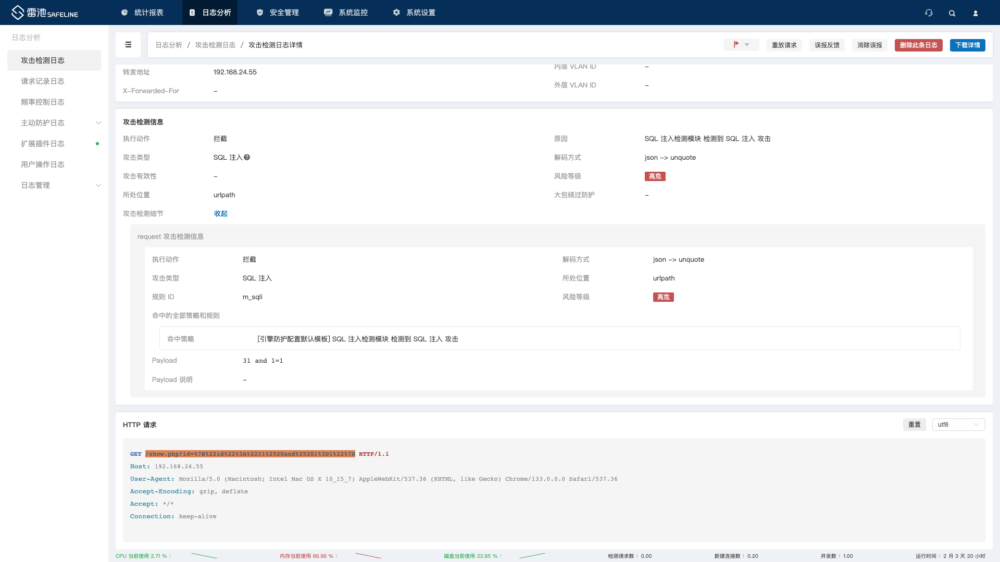 雷池 SAFELINE
统计报表
日志分析
安全管理
系统监控
系统设置
日志分析
攻击检测日志
请求记录日志
频率控制日志
主动防护日志
扩展插件日志
用户操作日志
日志管理
日志分析 / 攻击检测日志 / 攻击检测日志详情
重放请求
误报反馈
消除误报
删除此条日志
下载详情
转发地址 192.168.24.55
内层 VLAN ID –
X-Forwarded-For –
外层 VLAN ID –
攻击检测信息
执行动作 拦截
原因 SQL 注入检测模块 检测到 SQL 注入 攻击
攻击类型 SQL 注入?
解码方式 json -> unquote
攻击有效性 –
风险等级 高危
所处位置 urlpath
大包绕过防护 –
攻击检测细节 收起
request 攻击检测信息
执行动作 拦截
解码方式 json -> unquote
攻击类型 SQL 注入
所处位置 urlpath
规则 ID m_sqli
风险等级 高危
命中的全部策略和规则
命中策略 [引擎防护配置默认模板] SQL 注入检测模块 检测到 SQL 注入 攻击
Payload 31 and 1=1
Payload 说明 –
HTTP 请求
重置
utf8
GET /show.php?id=%7B%22id%22%3A%2231%2520and%25201%3D1%22%7D HTTP/1.1
Host: 192.168.24.55
User-Agent: Mozilla/5.0 (Macintosh; Intel Mac OS X 10_15_7) AppleWebKit/537.36 (KHTML, like Gecko) Chrome/133.0.0.0 Safari/537.36
Accept-Encoding: gzip, deflate
Accept: */*
Connection: keep-alive
CPU 当前使用 2.71 %：
内存当前使用 86.96 %：
磁盘当前使用 22.85 %：
检测请求数：0.00
新建连接数：0.20
并发数：1.00
运行时间：2 月 3 天 20 小时